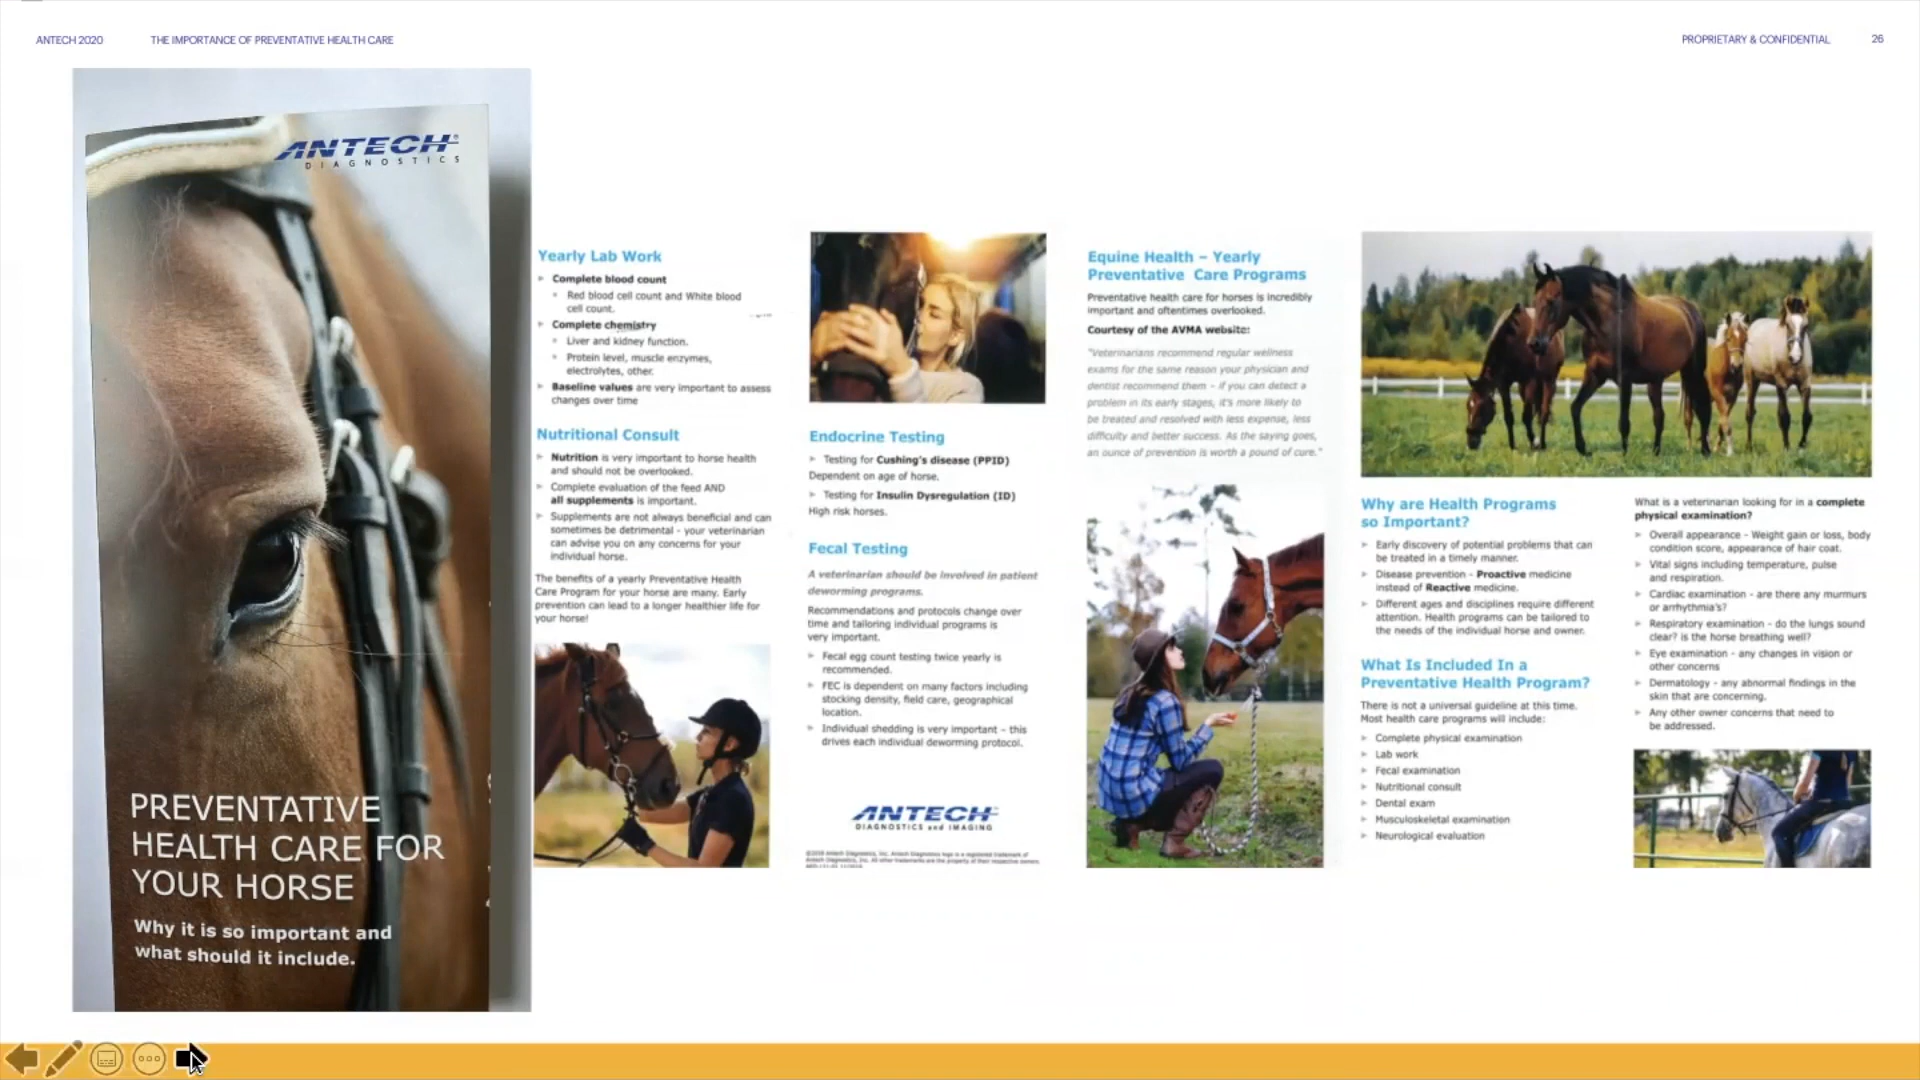 ANTECH 2020
THE IMPORTANCE OF PREVENTATIVE HEALTH CARE
PROPRIETARY & CONFIDENTIAL
26
ANTECH®
DIAGNOSTICS
PREVENTATIVE
HEALTH CARE FOR
YOUR HORSE
Why it is so important and
what should it include.
Yearly Lab Work
Complete blood count
Red blood cell count and White blood
cell count.
Complete chemistry
Liver and kidney function.
Protein level, muscle enzymes,
electrolytes, other.
Baseline values are very important to assess
changes over time
Nutritional Consult
Nutrition is very important to horse health
and should not be overlooked.
Complete evaluation of the feed AND
all supplements is important.
Supplements are not always beneficial and can
sometimes be detrimental - your veterinarian
can advise you on any concerns for your
individual horse.
The benefits of a yearly Preventative Health
Care Program for your horse are many. Early
prevention can lead to a longer healthier life for
your horse!
Endocrine Testing
Testing for Cushing's disease (PPID)
Dependent on age of horse.
Testing for Insulin Dysregulation (ID)
High risk horses.
Fecal Testing
A veterinarian should be involved in patient
deworming programs.
Recommendations and protocols change over
time and tailoring individual programs is
very important.
Fecal egg count testing twice yearly is
recommended.
FEC is dependent on many factors including
stocking density, field care, geographical
location.
Individual shedding is very important – this
drives each individual deworming protocol.
ANTECH
DIAGNOSTICS and IMAGING
Antech Diagnostics, Inc. Antech Diagnostics logo is a registered trademark of
Antech Diagnostics, Inc. All other trademarks are the property of their respective owners.
Equine Health – Yearly
Preventative Care Programs
Preventative health care for horses is incredibly
important and oftentimes overlooked.
Courtesy of the AVMA website:
"Veterinarians recommend regular wellness
exams for the same reason your physician and
dentist recommend them – if you can detect a
problem in its early stages, it's more likely to
be treated and resolved with less expense, less
difficulty and better success. As the saying goes,
an ounce of prevention is worth a pound of cure."
Why are Health Programs
so Important?
Early discovery of potential problems that can
be treated in a timely manner.
Disease prevention - Proactive medicine
instead of Reactive medicine.
Different ages and disciplines require different
attention. Health programs can be tailored to
the needs of the individual horse and owner.
What Is Included In a
Preventative Health Program?
There is not a universal guideline at this time.
Most health care programs will include:
Complete physical examination
Lab work
Fecal examination
Nutritional consult
Dental exam
Musculoskeletal examination
Neurological evaluation
What is a veterinarian looking for in a complete
physical examination?
Overall appearance - Weight gain or loss, body
condition score, appearance of hair coat.
Vital signs including temperature, pulse
and respiration.
Cardiac examination - are there any murmurs
or arrhythmia's?
Respiratory examination - do the lungs sound
clear? is the horse breathing well?
Eye examination - any changes in vision or
other concerns
Dermatology - any abnormal findings in the
skin that are concerning.
Any other owner concerns that need to
be addressed.